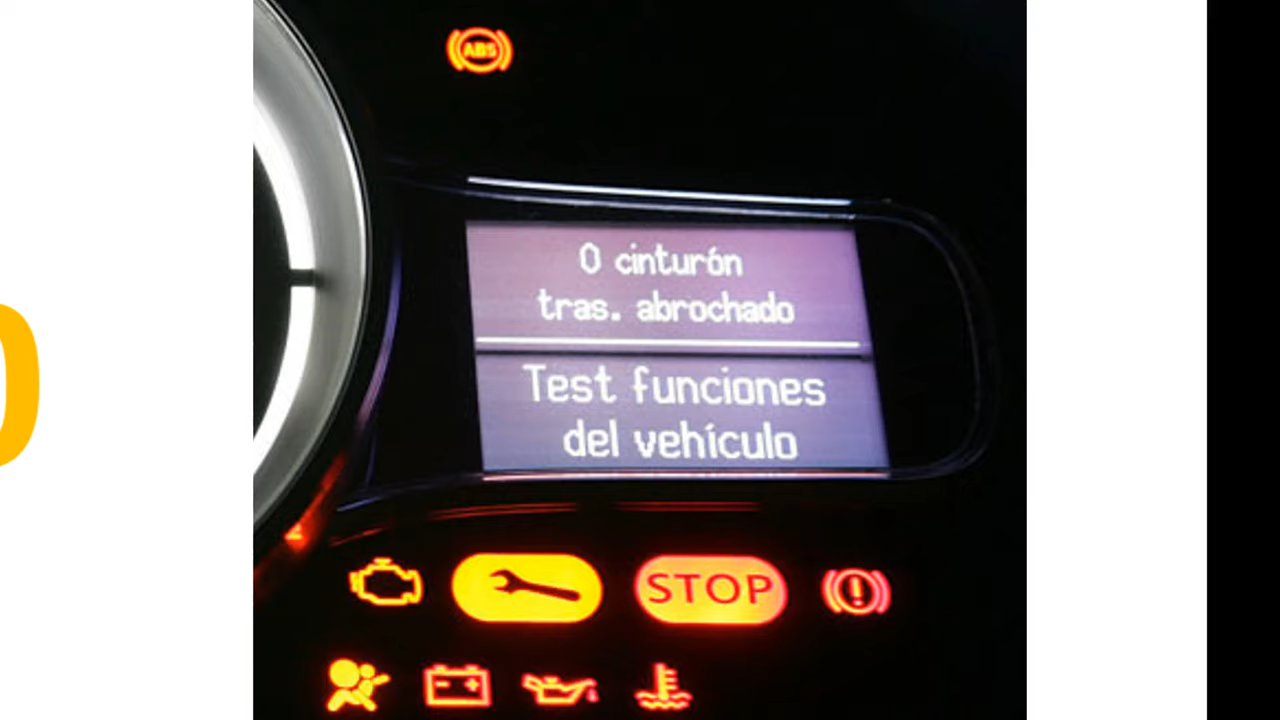 ABS
0 cinturón
tras. abrochado
Test funciones
del vehículo
STOP